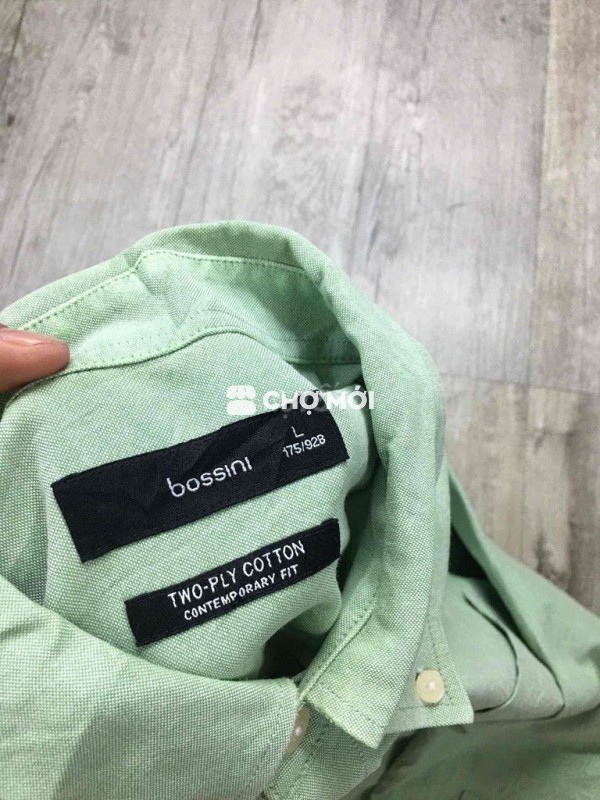 CHỢ MỚI
bossini
L
175/92B
TWO-PLY COTTON
CONTEMPORARY FIT